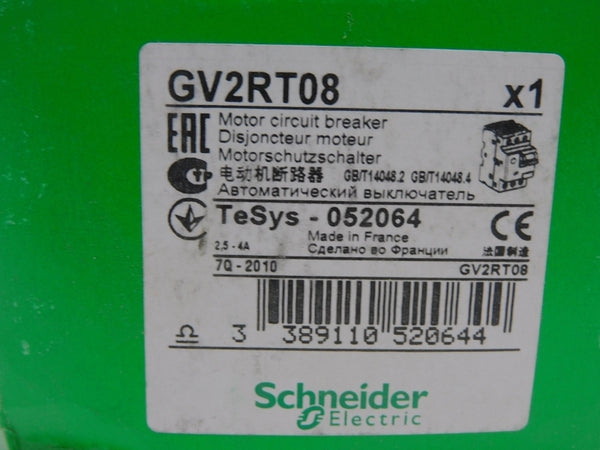 GV2RT08 x1
Motor circuit breaker
Disjoncteur moteur
Motorschutzschalter
电动机断路器 GB/T14048.2 GB/T14048.4
Автоматический выключатель
EAC
TeSys - 052064 CE
Made in France
2,5 - 4A Сделано во Франции 法国制造
7Q - 2010 GV2RT08
3 389110 520644
Schneider
Electric